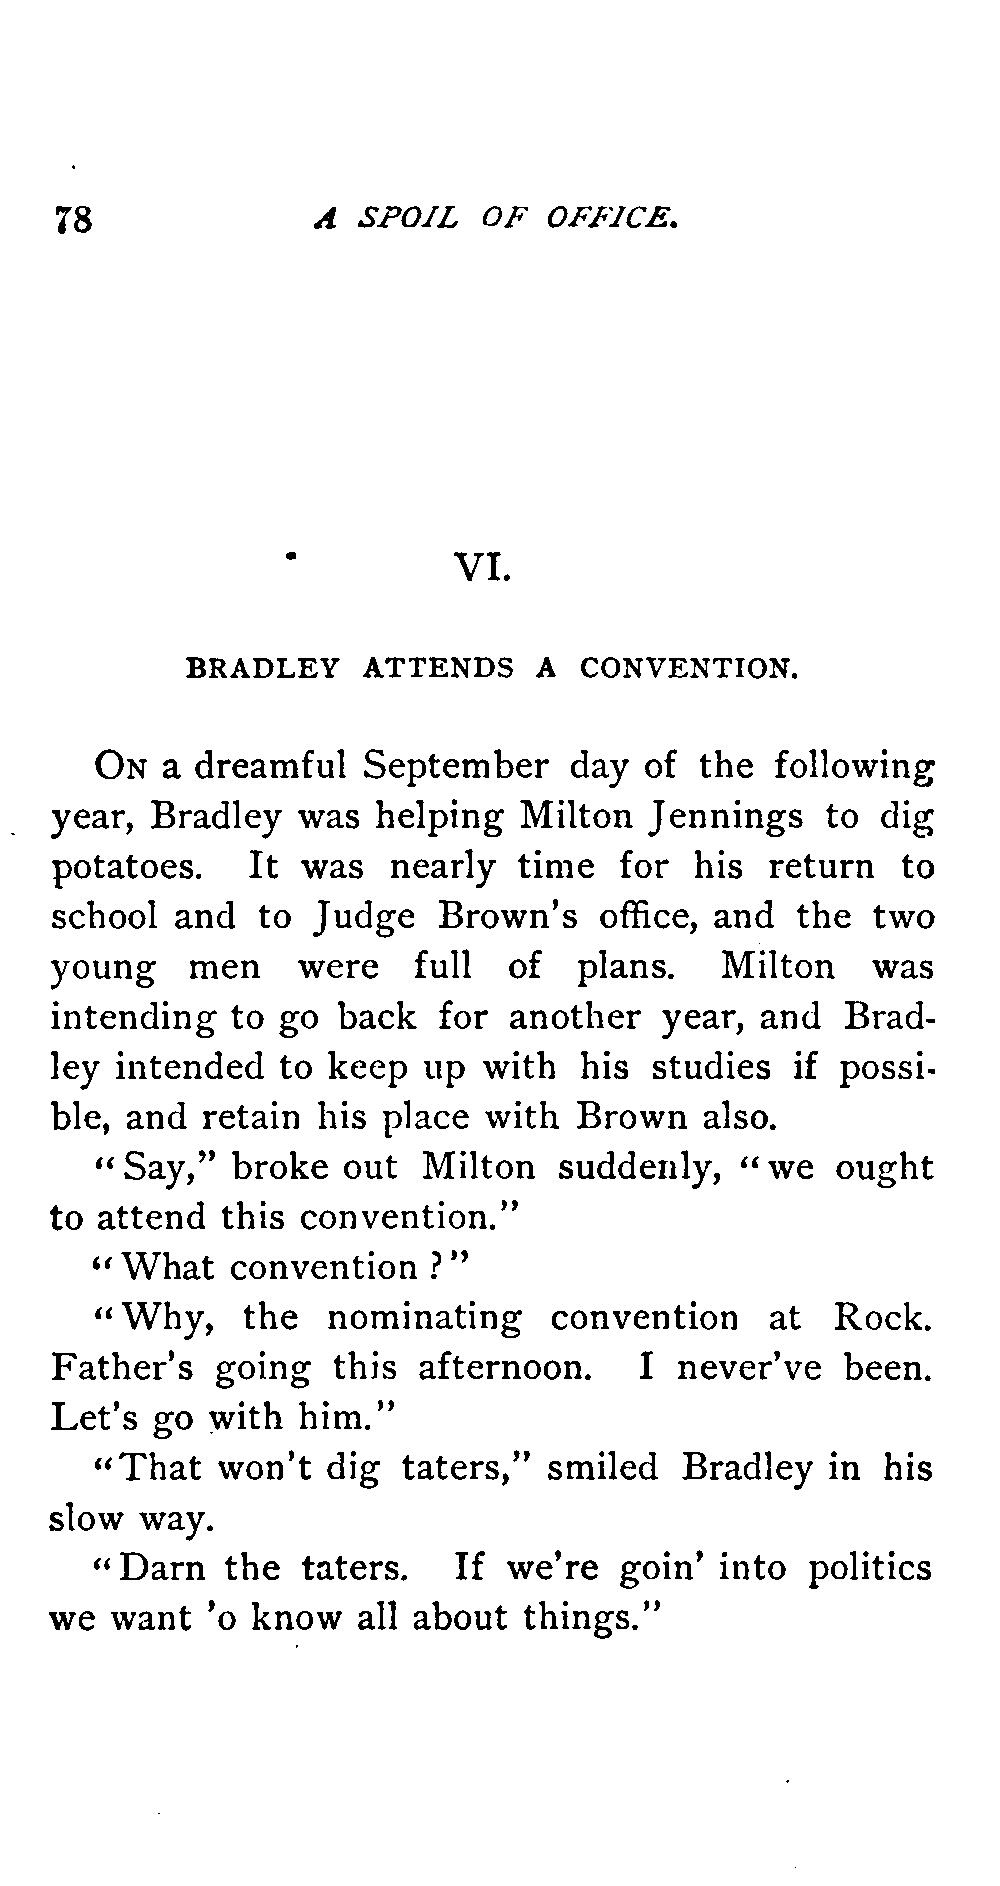 78 A SPOIL OF OFFICE.
VI.
BRADLEY ATTENDS A CONVENTION.
ON a dreamful September day of the following
year, Bradley was helping Milton Jennings to dig
potatoes. It was nearly time for his return to
school and to Judge Brown's office, and the two
young men were full of plans. Milton was
intending to go back for another year, and Brad-
ley intended to keep up with his studies if possi-
ble, and retain his place with Brown also.
"Say," broke out Milton suddenly, "we ought
to attend this convention."
"What convention?"
"Why, the nominating convention at Rock.
Father's going this afternoon. I never've been.
Let's go with him."
"That won't dig taters," smiled Bradley in his
slow way.
"Darn the taters. If we're goin' into politics
we want 'o know all about things."